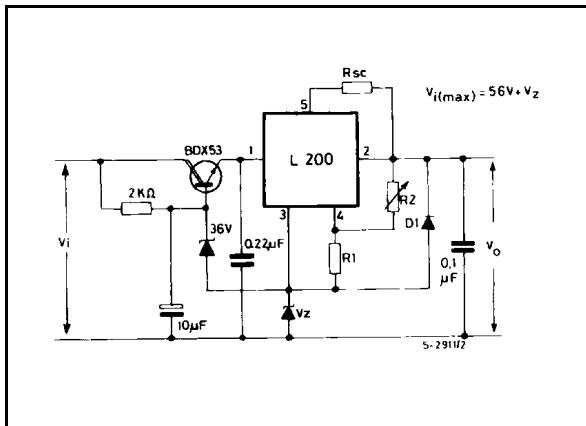 Rsc
Vi(max) = 56V+Vz
5
BDX53
1
L 200
2
2KΩ
3
4
R2
36V
D1
Vi
0.22µF
R1
0,1
µF
Vo
10µF
Vz
5-2911/2